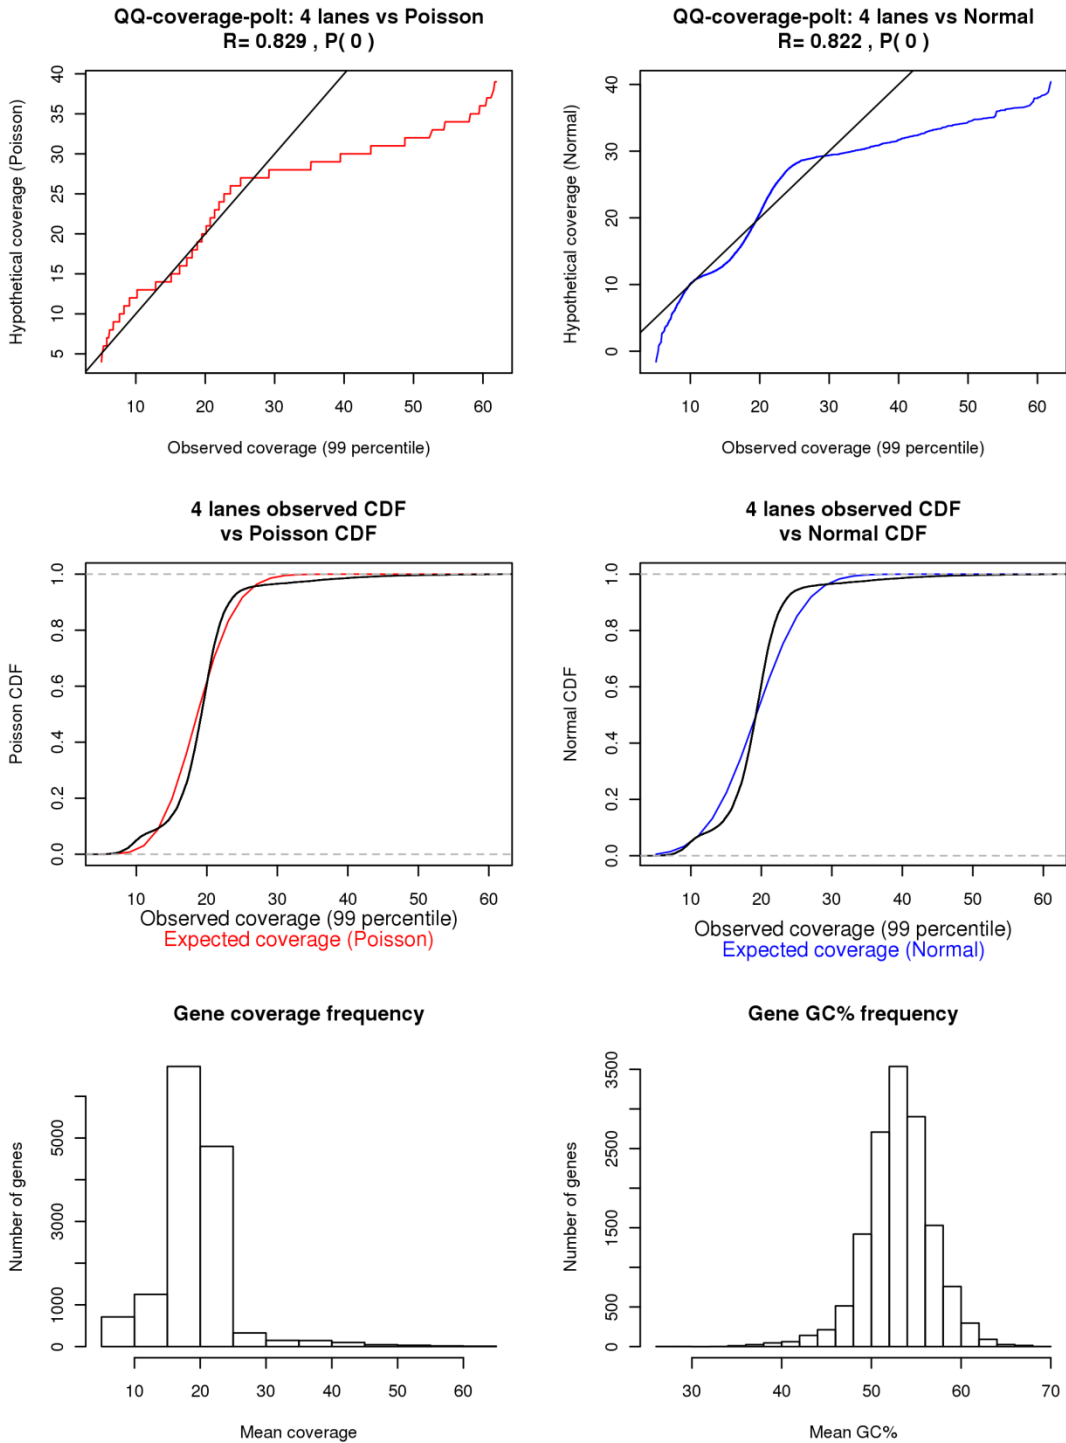 QQ-coverage-polt: 4 lanes vs Poisson
R= 0.829 , P( 0 )
Hypothetical coverage (Poisson)
40
35
30
25
20
15
10
5
10 20 30 40 50 60
Observed coverage (99 percentile)
QQ-coverage-polt: 4 lanes vs Normal
R= 0.822 , P( 0 )
Hypothetical coverage (Normal)
40
30
20
10
0
10 20 30 40 50 60
Observed coverage (99 percentile)
4 lanes observed CDF
vs Poisson CDF
Poisson CDF
1.0
0.8
0.6
0.4
0.2
0.0
10 20 30 40 50 60
Observed coverage (99 percentile)
Expected coverage (Poisson)
4 lanes observed CDF
vs Normal CDF
Normal CDF
1.0
0.8
0.6
0.4
0.2
0.0
10 20 30 40 50 60
Observed coverage (99 percentile)
Expected coverage (Normal)
Gene coverage frequency
Number of genes
5000
3000
1000
0
10 20 30 40 50 60
Mean coverage
Gene GC% frequency
Number of genes
3500
2500
1500
500
0
30 40 50 60 70
Mean GC%